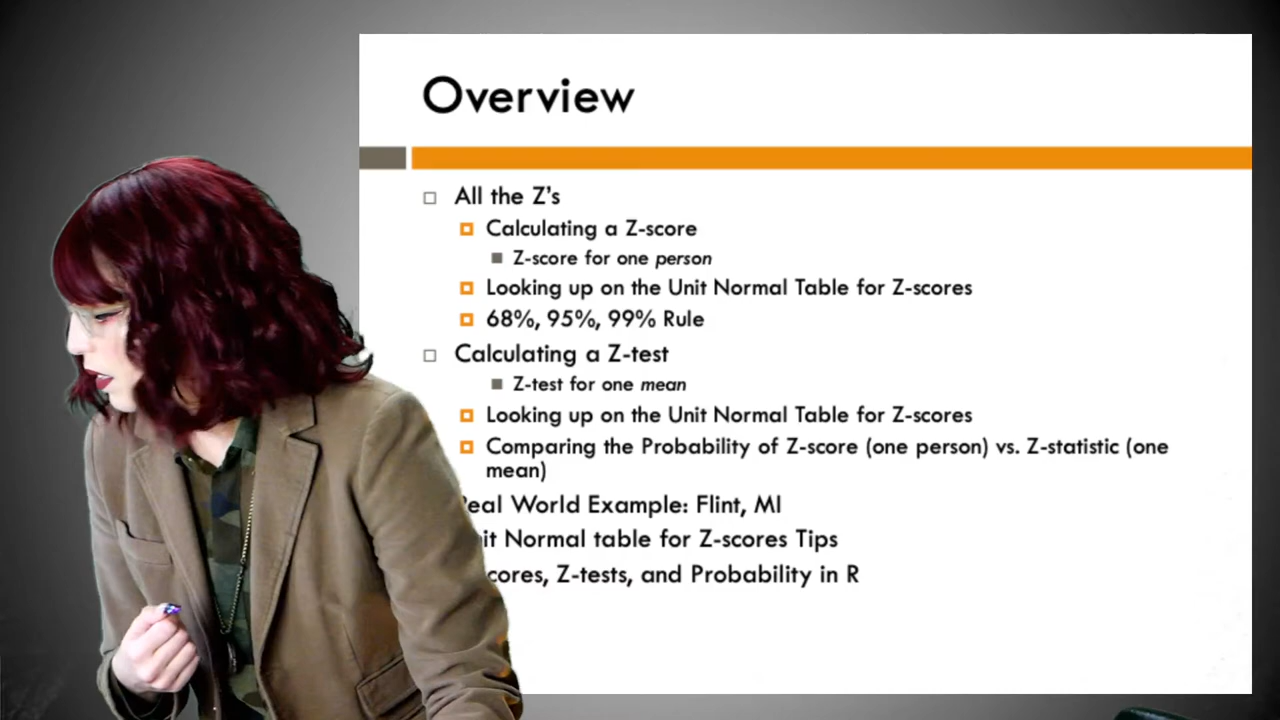 Overview
All the Z's
Calculating a Z-score
Z-score for one person
Looking up on the Unit Normal Table for Z-scores
68%, 95%, 99% Rule
Calculating a Z-test
Z-test for one mean
Looking up on the Unit Normal Table for Z-scores
Comparing the Probability of Z-score (one person) vs. Z-statistic (one
mean)
Real World Example: Flint, MI
Normal table for Z-scores Tips
Z-tests, and Probability in R